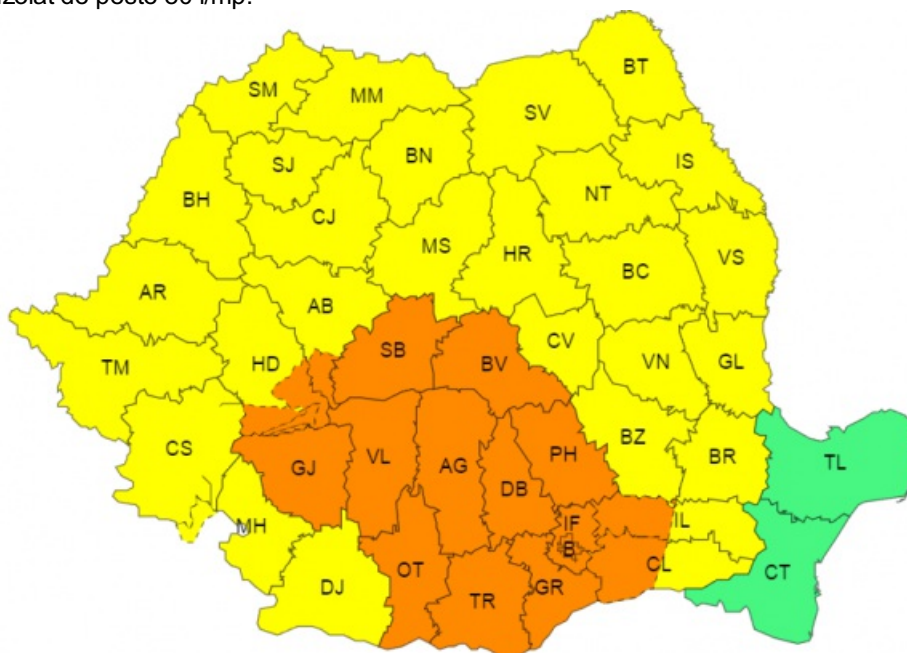 izolat de peste 50 l/mp.
BT
SM
MM
SV
BN
IS
SJ
NT
BH
CJ
MS
HR
BC
VS
AR
AB
SB
CV
HD
TM
BV
VN
GL
BZ
CS
GJ
VL
AG
PH
BR
TL
DB
IF
IL
MH
B
CL
OT
CT
DJ
TR
GR